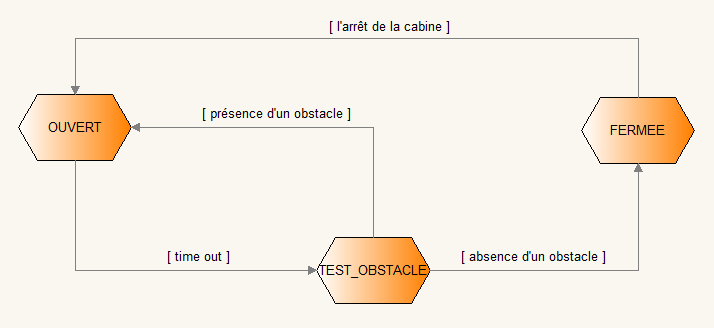 [ l'arrêt de la cabine ]
[ présence d'un obstacle ]
OUVERT
FERMEE
[ time out ]
[ absence d'un obstacle ]
TEST_OBSTACLE